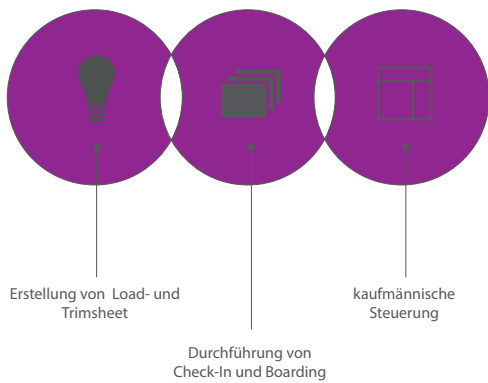 Erstellung von Load- und
Trimsheet
Durchführung von
Check-In und Boarding
kaufmännische
Steuerung